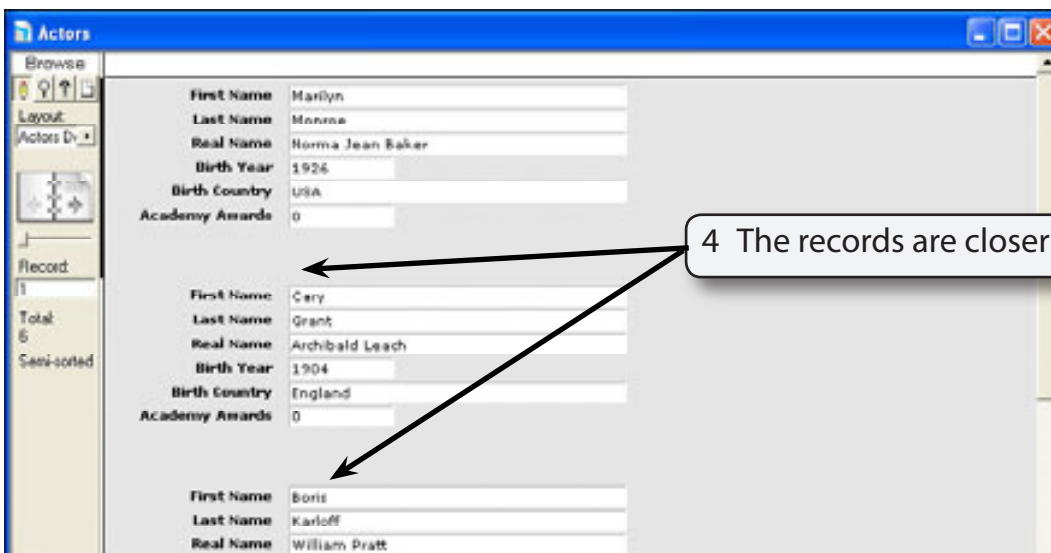 Actors
Browse
Layout:
Record:
1
Total:
6
Semi-sorted
First Name Marilyn
Last Name Monroe
Real Name Norma Jean Baker
Birth Year 1926
Birth Country USA
Academy Awards 0
4 The records are closer
First Name Cary
Last Name Grant
Real Name Archibald Leach
Birth Year 1904
Birth Country England
Academy Awards 0
First Name Boris
Last Name Karloff
Real Name William Pratt